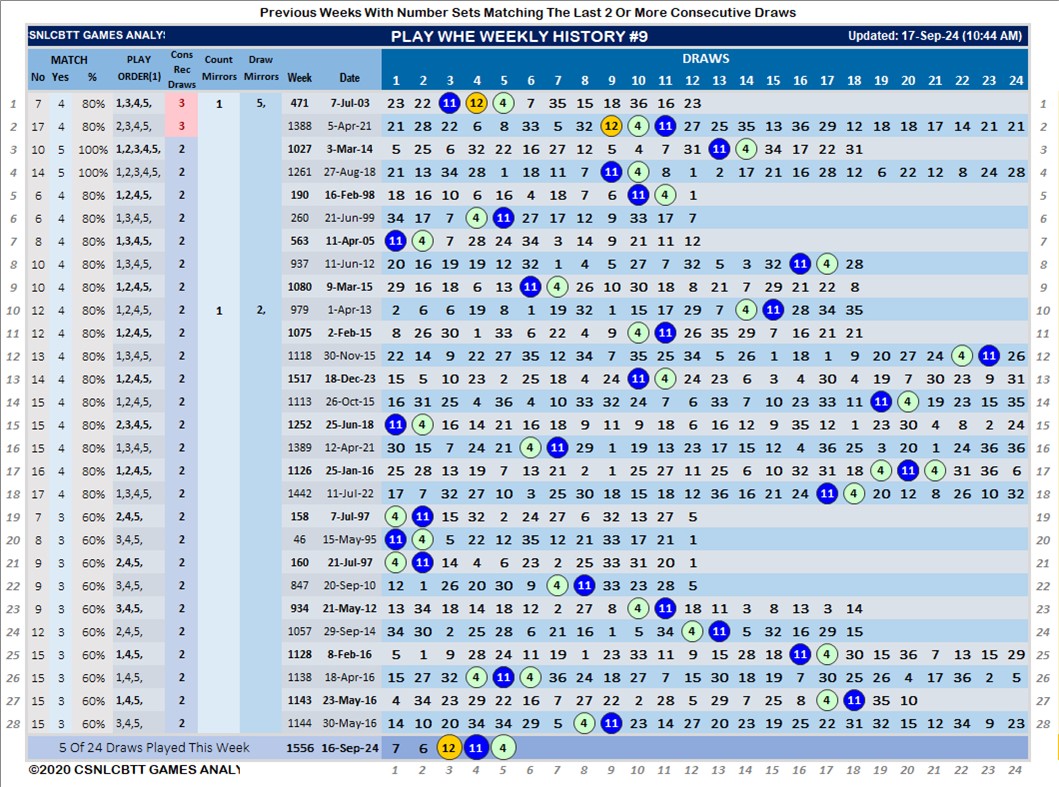 Previous Weeks With Number Sets Matching The Last 2 Or More Consecutive Draws
SNLCBTT GAMES ANALY PLAY WHE WEEKLY HISTORY #9 Updated: 17-Sep-24 (10:44 AM)
MATCH PLAY Cons Rec Draws Count Draw DRAWS
No Yes % ORDER(1) Mirrors Mirrors Week Date 1 2 3 4 5 6 7 8 9 10 11 12 13 14 15 16 17 18 19 20 21 22 23 24
1 7 4 80% 1,3,4,5, 3 1 5, 471 7-Jul-03 23 22 11 12 4 6 7 35 15 18 36 16 23 1
2 17 4 80% 2,3,4,5, 3 1388 5-Apr-21 21 28 22 6 8 33 5 32 12 4 11 27 25 35 13 36 29 12 18 18 17 14 21 21 2
3 10 5 100% 1,2,3,4,5, 2 1027 3-Mar-14 5 25 6 32 22 16 27 12 5 4 7 31 11 4 34 17 22 31 3
4 14 5 100% 1,2,3,4,5, 2 1261 27-Aug-18 21 13 34 28 1 18 11 7 11 4 8 1 2 17 21 16 28 12 6 22 12 8 24 28 4
5 6 4 80% 1,2,4,5, 2 190 16-Feb-98 18 16 10 6 16 4 18 7 6 11 4 1 5
6 6 4 80% 1,3,4,5, 2 260 21-Jun-99 34 17 7 4 11 27 17 12 9 33 17 7 6
7 8 4 80% 1,3,4,5, 2 563 11-Apr-05 11 4 7 28 24 34 3 14 9 21 11 12 7
8 10 4 80% 1,3,4,5, 2 937 11-Jun-12 20 16 19 19 12 32 1 4 5 27 7 32 5 3 32 11 4 28 8
9 10 4 80% 1,2,4,5, 2 1080 9-Mar-15 29 16 18 6 13 11 4 26 10 30 18 8 21 7 29 21 22 8 9
10 12 4 80% 1,2,4,5, 2 1 2, 979 1-Apr-13 2 6 6 19 9 1 19 32 1 15 17 29 7 4 11 28 34 35 10
11 12 4 80% 1,2,4,5, 2 1075 2-Feb-15 8 26 30 1 33 6 22 4 9 4 11 26 35 29 7 16 21 21 11
12 13 4 80% 1,3,4,5, 2 1118 30-Nov-15 22 14 9 22 27 35 12 34 7 35 25 34 5 26 1 18 1 9 20 27 24 4 11 26 12
13 14 4 80% 1,2,4,5, 2 1517 18-Dec-23 15 5 10 23 2 25 18 4 24 11 4 24 23 6 3 4 30 4 19 7 30 23 9 31 13
14 15 4 80% 1,2,4,5, 2 1113 26-Oct-15 16 31 25 4 36 4 10 33 32 24 7 6 33 7 10 23 33 11 11 4 19 23 15 35 14
15 15 4 80% 2,3,4,5, 2 1252 25-Jun-18 11 4 16 14 21 16 18 9 11 9 18 6 16 12 9 35 12 1 23 30 4 8 2 24 15
16 15 4 80% 1,3,4,5, 2 1389 12-Apr-21 30 15 7 24 21 4 11 29 1 19 13 23 17 15 12 4 36 25 3 20 1 24 36 36 16
17 16 4 80% 1,2,4,5, 2 1126 25-Jan-16 25 28 13 19 7 13 21 2 1 25 27 11 25 6 10 32 31 18 4 11 4 31 36 6 17
18 17 4 80% 1,3,4,5, 2 1442 11-Jul-22 17 7 32 27 10 3 25 30 18 15 18 12 36 16 21 24 11 4 20 12 8 26 10 32 18
19 7 3 60% 2,4,5, 2 158 7-Jul-97 4 11 15 32 2 24 27 6 32 13 27 5 19
20 8 3 60% 3,4,5, 2 46 15-May-95 11 4 5 22 12 35 12 21 33 17 21 1 20
21 9 3 60% 2,4,5, 2 160 21-Jul-97 4 11 14 4 6 23 2 25 33 31 20 1 21
22 9 3 60% 3,4,5, 2 847 20-Sep-10 12 1 26 20 30 9 4 11 33 23 28 5 22
23 9 3 60% 3,4,5, 2 934 21-May-12 13 34 18 14 18 12 2 27 8 4 11 18 11 3 8 13 3 14 23
24 12 3 60% 2,4,5, 2 1057 29-Sep-14 34 30 2 25 28 6 21 16 1 5 34 4 11 5 32 16 29 15 24
25 15 3 60% 1,4,5, 2 1128 8-Feb-16 5 1 9 28 24 11 19 1 23 33 11 9 15 28 18 11 4 30 15 36 7 13 15 29 25
26 15 3 60% 1,4,5, 2 1138 18-Apr-16 15 27 32 4 11 4 36 24 18 27 7 15 30 18 19 7 30 25 26 4 17 36 2 5 26
27 15 3 60% 1,4,5, 2 1143 23-May-16 4 34 23 29 22 16 7 27 22 2 28 5 29 7 25 8 4 11 35 10 27
28 15 3 60% 3,4,5, 2 1144 30-May-16 14 10 20 34 34 29 5 4 11 23 14 27 20 23 19 25 22 31 32 15 12 34 9 23 28
5 Of 24 Draws Played This Week 1556 16-Sep-24 7 6 12 11 4
©2020 CSNLCBTT GAMES ANALY 1 2 3 4 5 6 7 8 9 10 11 12 13 14 15 16 17 18 19 20 21 22 23 24